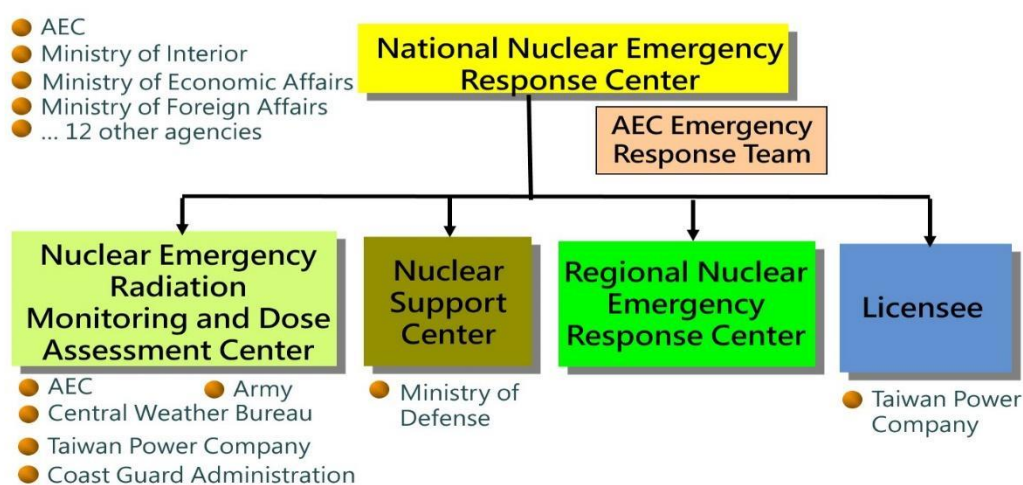 AEC
Ministry of Interior
Ministry of Economic Affairs
Ministry of Foreign Affairs
... 12 other agencies
National Nuclear Emergency
Response Center
AEC Emergency
Response Team
Nuclear Emergency
Radiation
Monitoring and Dose
Assessment Center
AEC
Army
Central Weather Bureau
Taiwan Power Company
Coast Guard Administration
Nuclear
Support
Center
Ministry of
Defense
Regional Nuclear
Emergency
Response Center
Licensee
Taiwan Power
Company